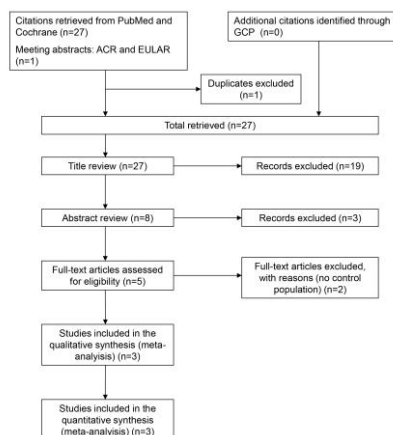 Citations retrieved from PubMed and
Cochrane (n=27)
Meeting abstracts: ACR and EULAR
(n=1)
Additional citations identified through
GCP (n=0)
Duplicates excluded
(n=1)
Total retrieved (n=27)
Title review (n=27)
Records excluded (n=19)
Abstract review (n=8)
Records excluded (n=3)
Full-text articles assessed
for eligibility (n=5)
Full-text articles excluded,
with reasons (no control
population) (n=2)
Studies included in the
qualitative synthesis (meta-
analyisis) (n=3)
Studies included in the
quantitative synthesis
(meta-analyisis) (n=3)